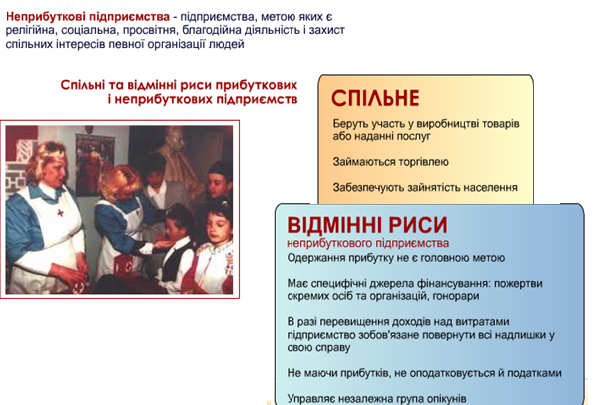 Неприбуткові підприємства - підприємства, метою яких є
релігійна, соціальна, просвітня, благодійна діяльність і захист
спільних інтересів певної організації людей
Спільні та відмінні риси прибуткових
і неприбуткових підприємств
СПІЛЬНЕ
Беруть участь у виробництві товарів
або наданні послуг
Займаються торгівлею
Забезпечують зайнятість населення
ВІДМІННІ РИСИ
неприбуткового підприємства
Одержання прибутку не є головною метою
Має специфічні джерела фінансування: пожертви
окремих осіб та організацій, гонорари
В разі перевищення доходів над витратами
підприємство зобов'язане повернути всі надлишки у
свою справу
Не маючи прибутків, не оподатковується й податками
Управляє незалежна група опікунів